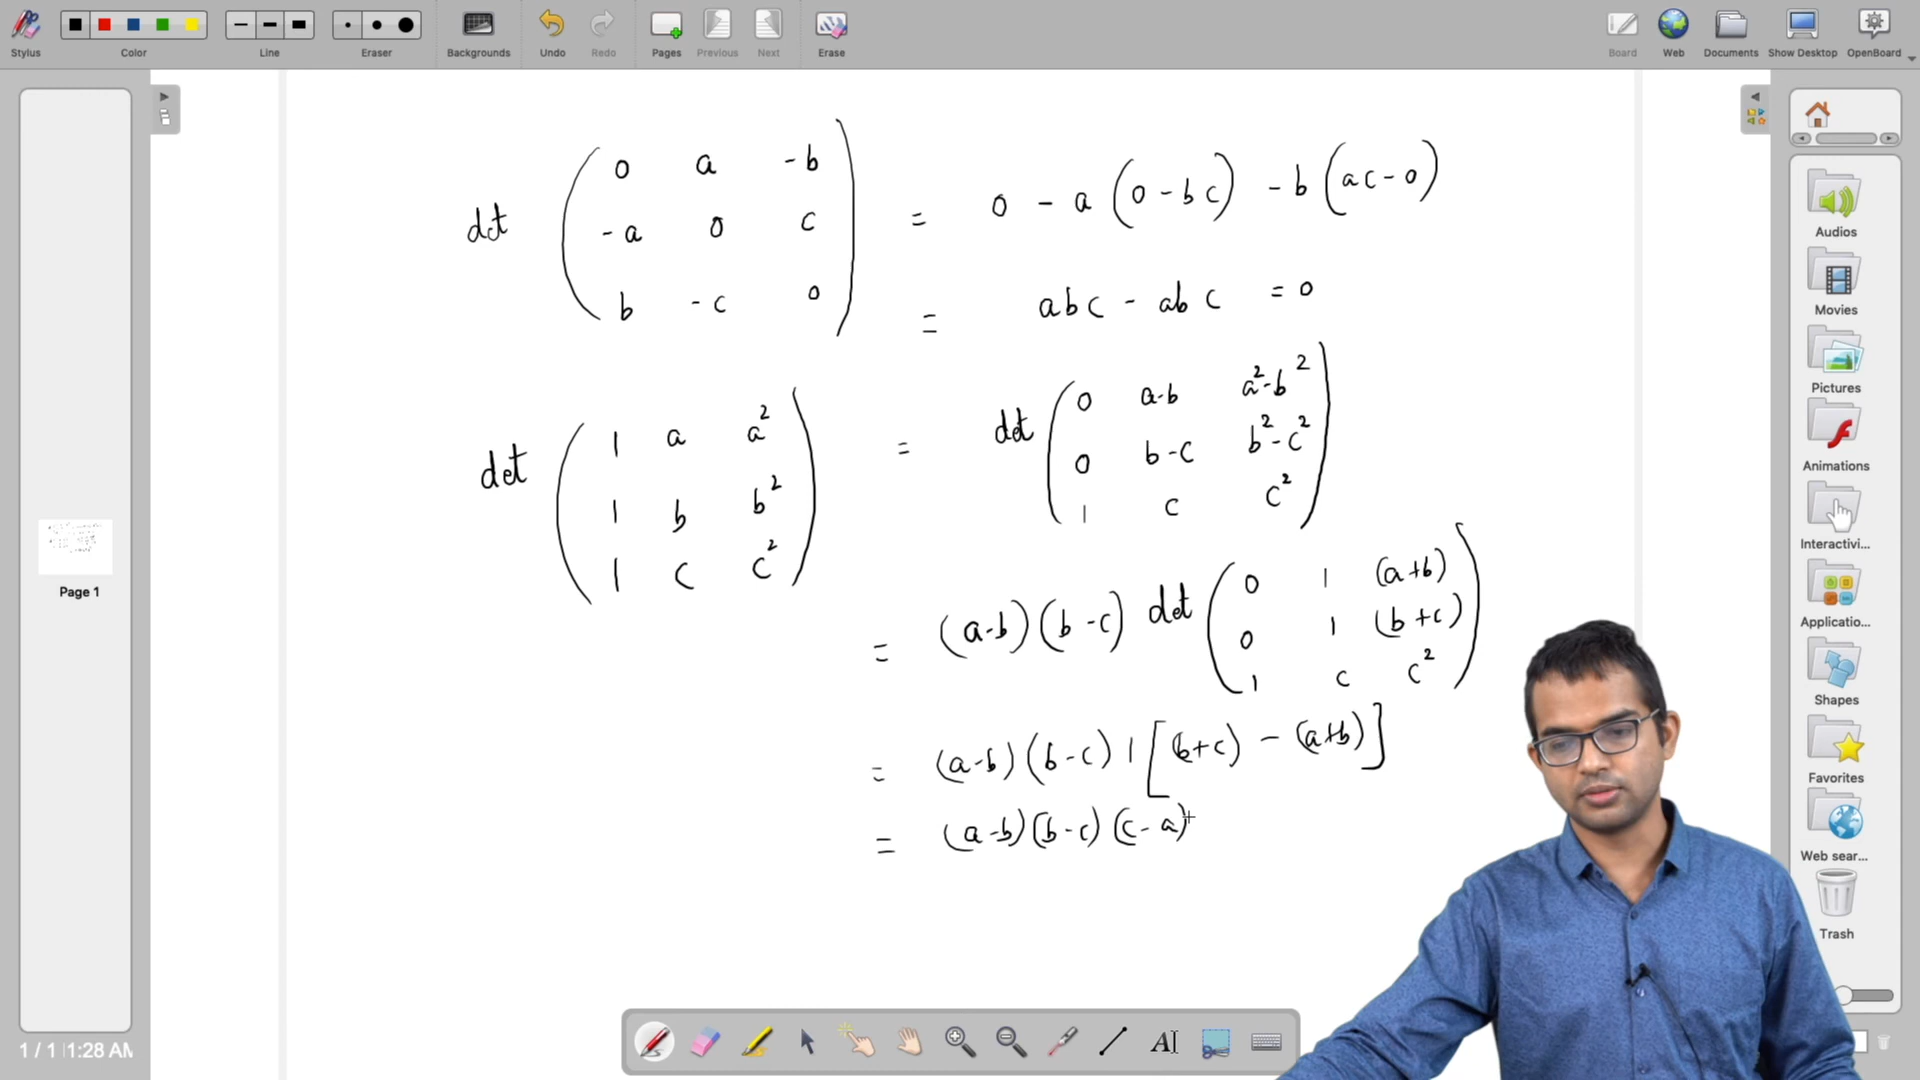 Stylus Color Line Eraser Backgrounds Undo Redo Pages Previous Next Erase Board Web Documents Show Desktop OpenBoard
det ( 0 a -b
-a 0 c
b -c 0 ) = 0 - a (0 - bc) - b (ac - 0)
= abc - abc = 0
det ( 1 a a²
1 b b²
1 c c² ) = det ( 0 a-b a²-b²
0 b-c b²-c²
1 c c² )
= (a-b)(b-c) det ( 0 1 (a+b)
0 1 (b+c)
1 c c² )
= (a-b)(b-c) 1 [(b+c) - (a+b)]
= (a-b)(b-c)(c-a)
Page 1
1 / 1
1:28 AM
Audios
Movies
Pictures
Animations
Interactivi...
Applicatio...
Shapes
Favorites
Web sear...
Trash
AI